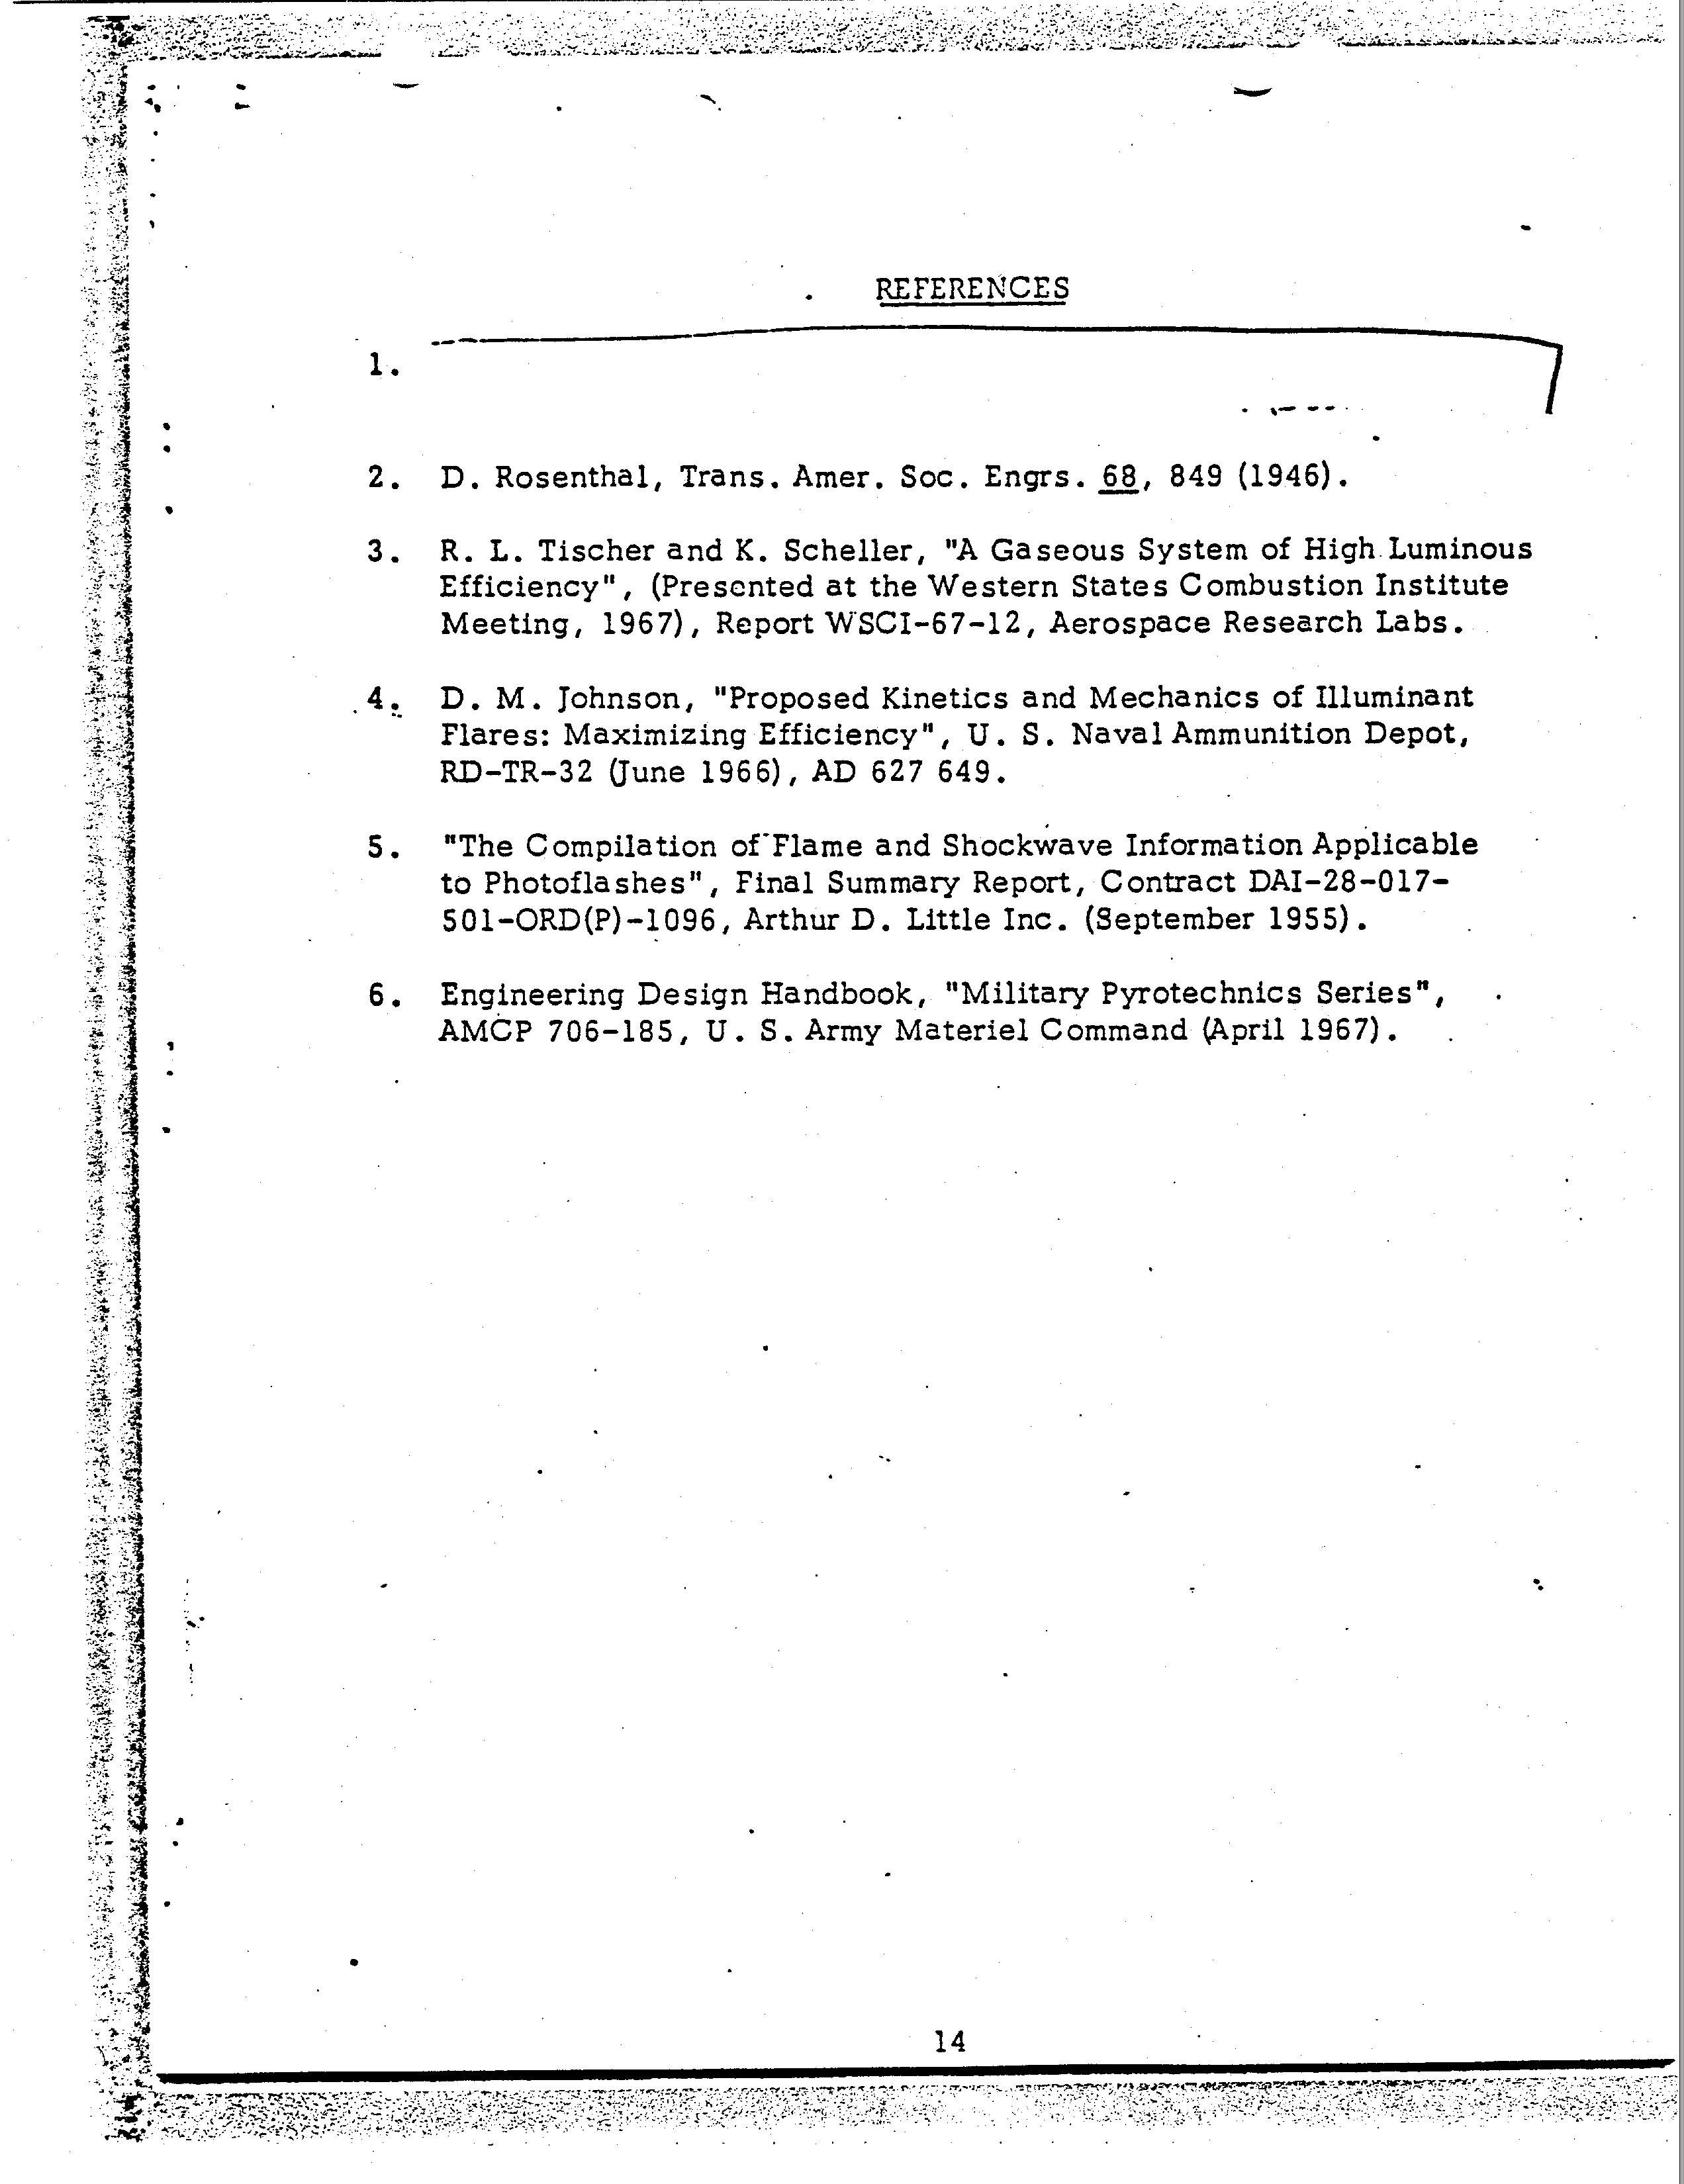 REFERENCES
1.
2. D. Rosenthal, Trans. Amer. Soc. Engrs. 68, 849 (1946).
3. R. L. Tischer and K. Scheller, "A Gaseous System of High Luminous
Efficiency", (Presented at the Western States Combustion Institute
Meeting, 1967), Report WSCI-67-12, Aerospace Research Labs.
4. D. M. Johnson, "Proposed Kinetics and Mechanics of Illuminant
Flares: Maximizing Efficiency", U. S. Naval Ammunition Depot,
RD-TR-32 (June 1966), AD 627 649.
5. "The Compilation of Flame and Shockwave Information Applicable
to Photoflashes", Final Summary Report, Contract DAI-28-017-
501-ORD(P)-1096, Arthur D. Little Inc. (September 1955).
6. Engineering Design Handbook, "Military Pyrotechnics Series",
AMCP 706-185, U. S. Army Materiel Command (April 1967).
14